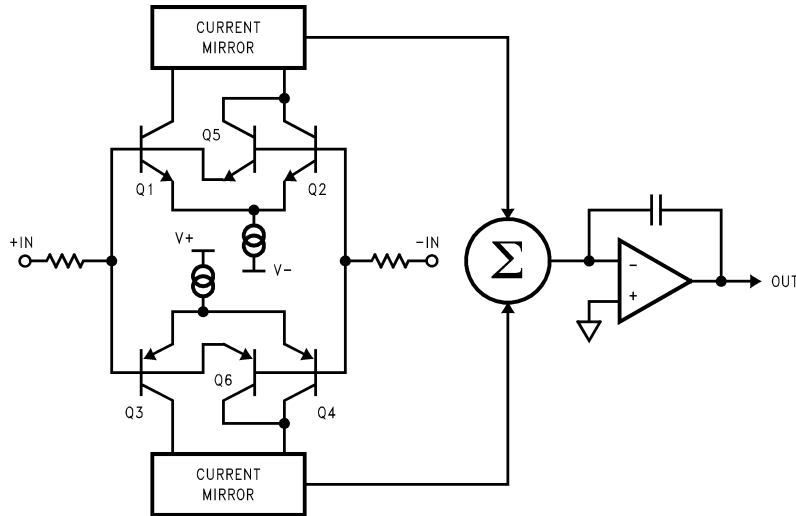 CURRENT
MIRROR
Q5
Q1
Q2
+IN
V+
V-
-IN
Σ
-
+
OUT
Q6
Q3
Q4
CURRENT
MIRROR